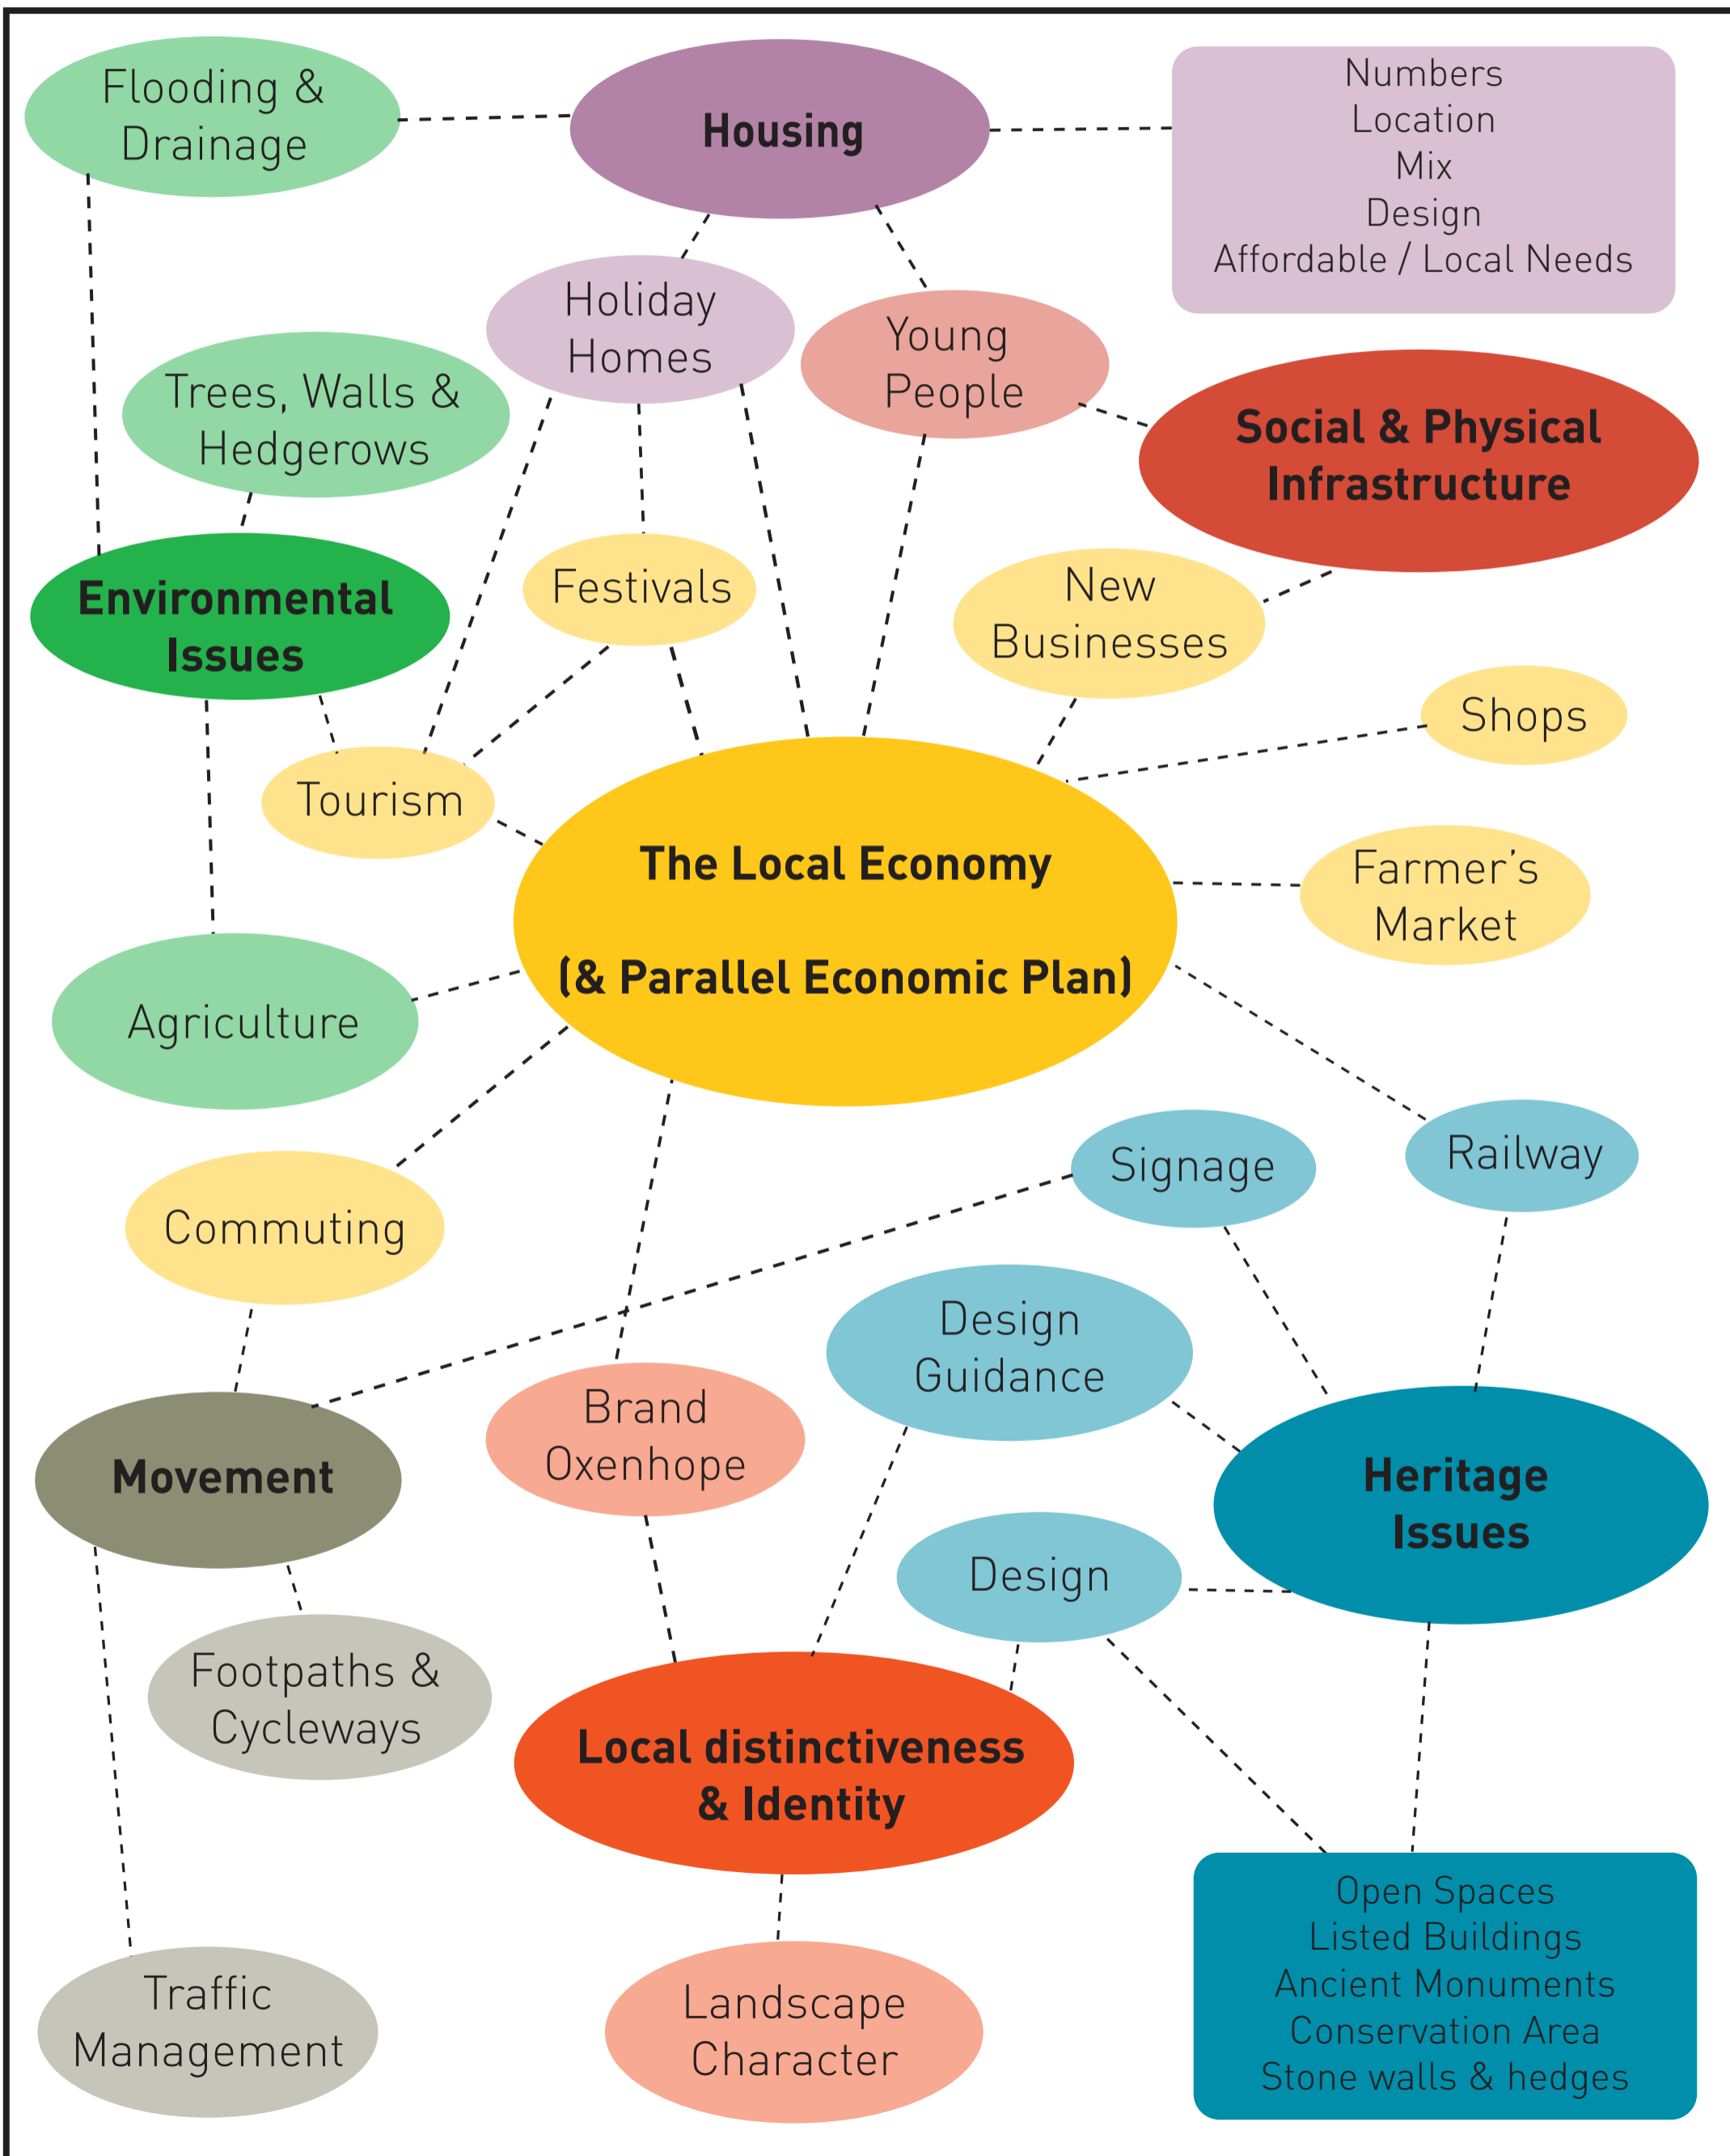 Flooding &
Drainage
Housing
Numbers
Location
Mix
Design
Affordable / Local Needs
Holiday
Homes
Young
People
Trees, Walls &
Hedgerows
Social & Physical
Infrastructure
Environmental
Issues
Festivals
New
Businesses
Shops
Tourism
The Local Economy
(& Parallel Economic Plan)
Farmer’s
Market
Agriculture
Signage
Railway
Commuting
Design
Guidance
Brand
Oxenhope
Movement
Heritage
Issues
Design
Footpaths &
Cycleways
Local distinctiveness
& Identity
Open Spaces
Listed Buildings
Ancient Monuments
Conservation Area
Stone walls & hedges
Traffic
Management
Landscape
Character